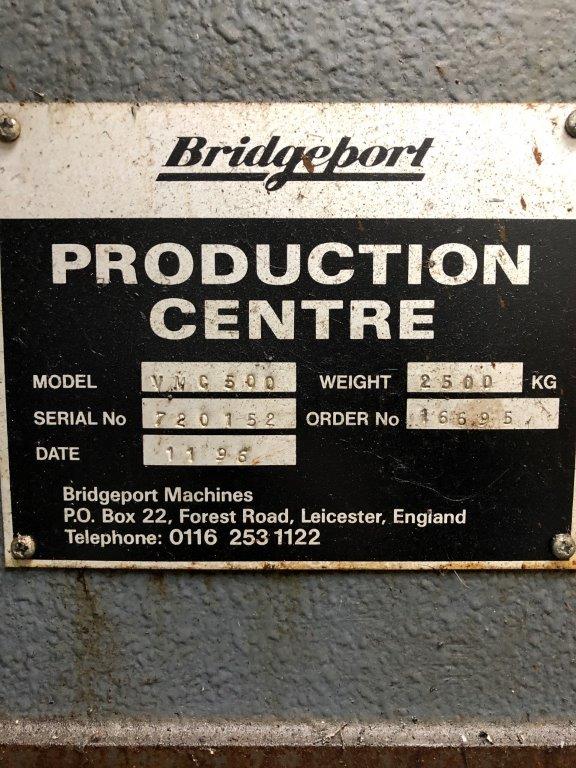 Bridgeport
PRODUCTION
CENTRE
MODEL VMC500 WEIGHT 2500 KG
SERIAL No 720152 ORDER No 16695
DATE 11 96
Bridgeport Machines
P.O. Box 22, Forest Road, Leicester, England
Telephone: 0116 253 1122